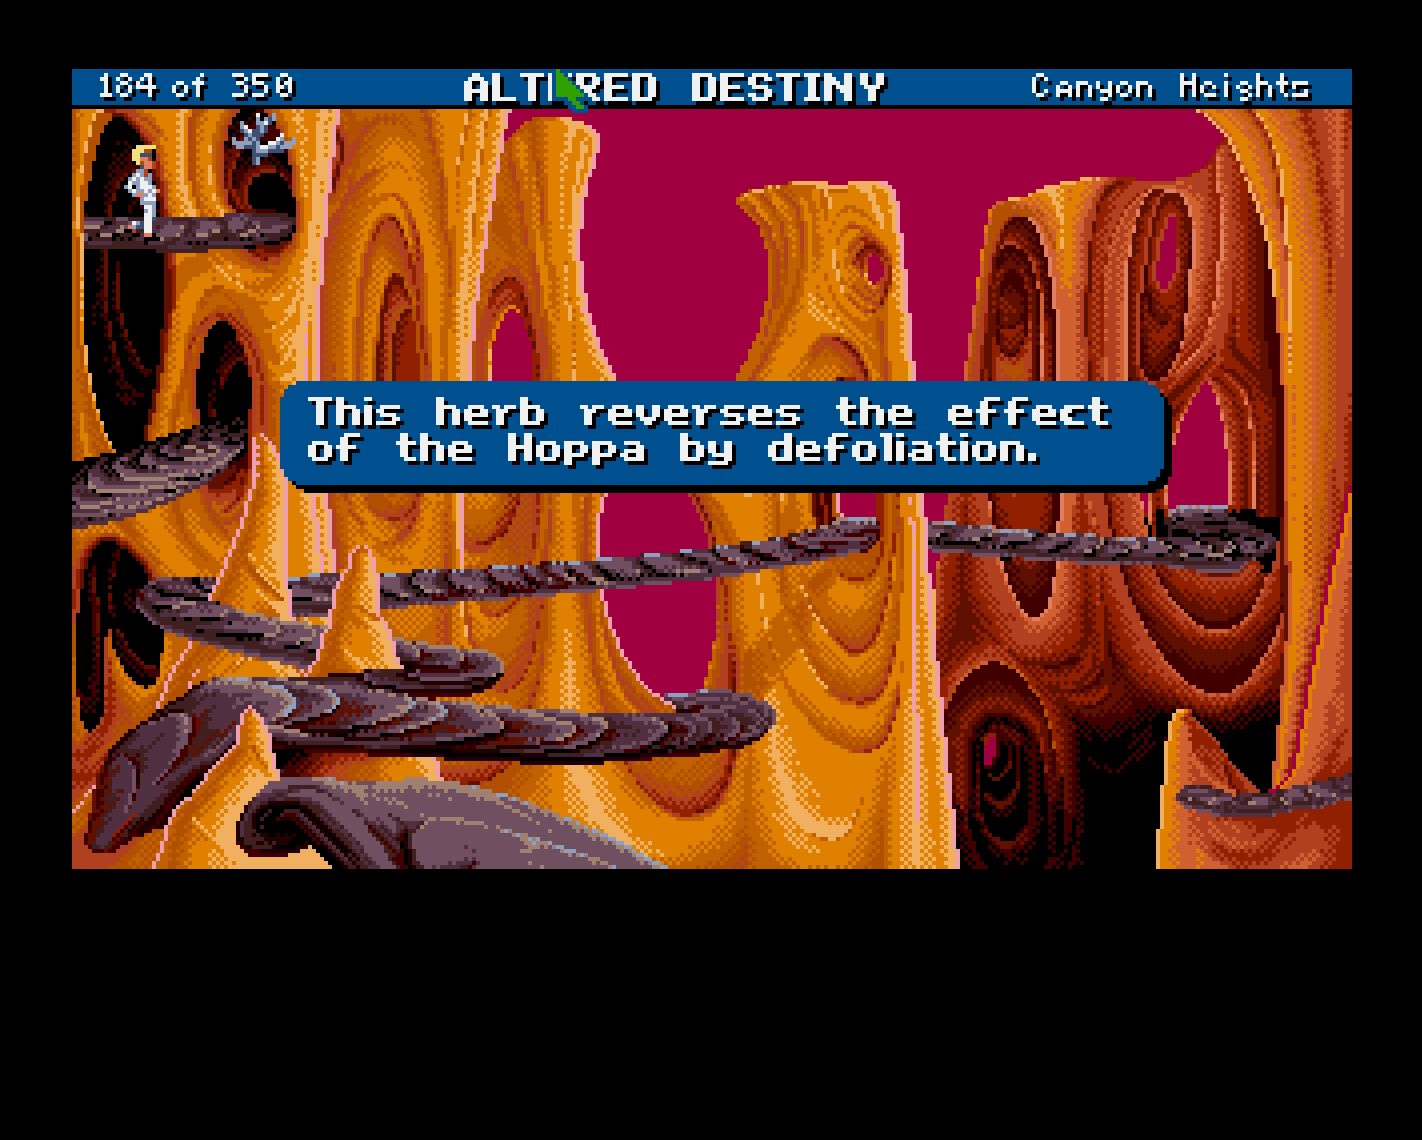 184 of 350 ALTERED DESTINY Canyon Heights
This herb reverses the effect
of the Hoppa by defoliation.